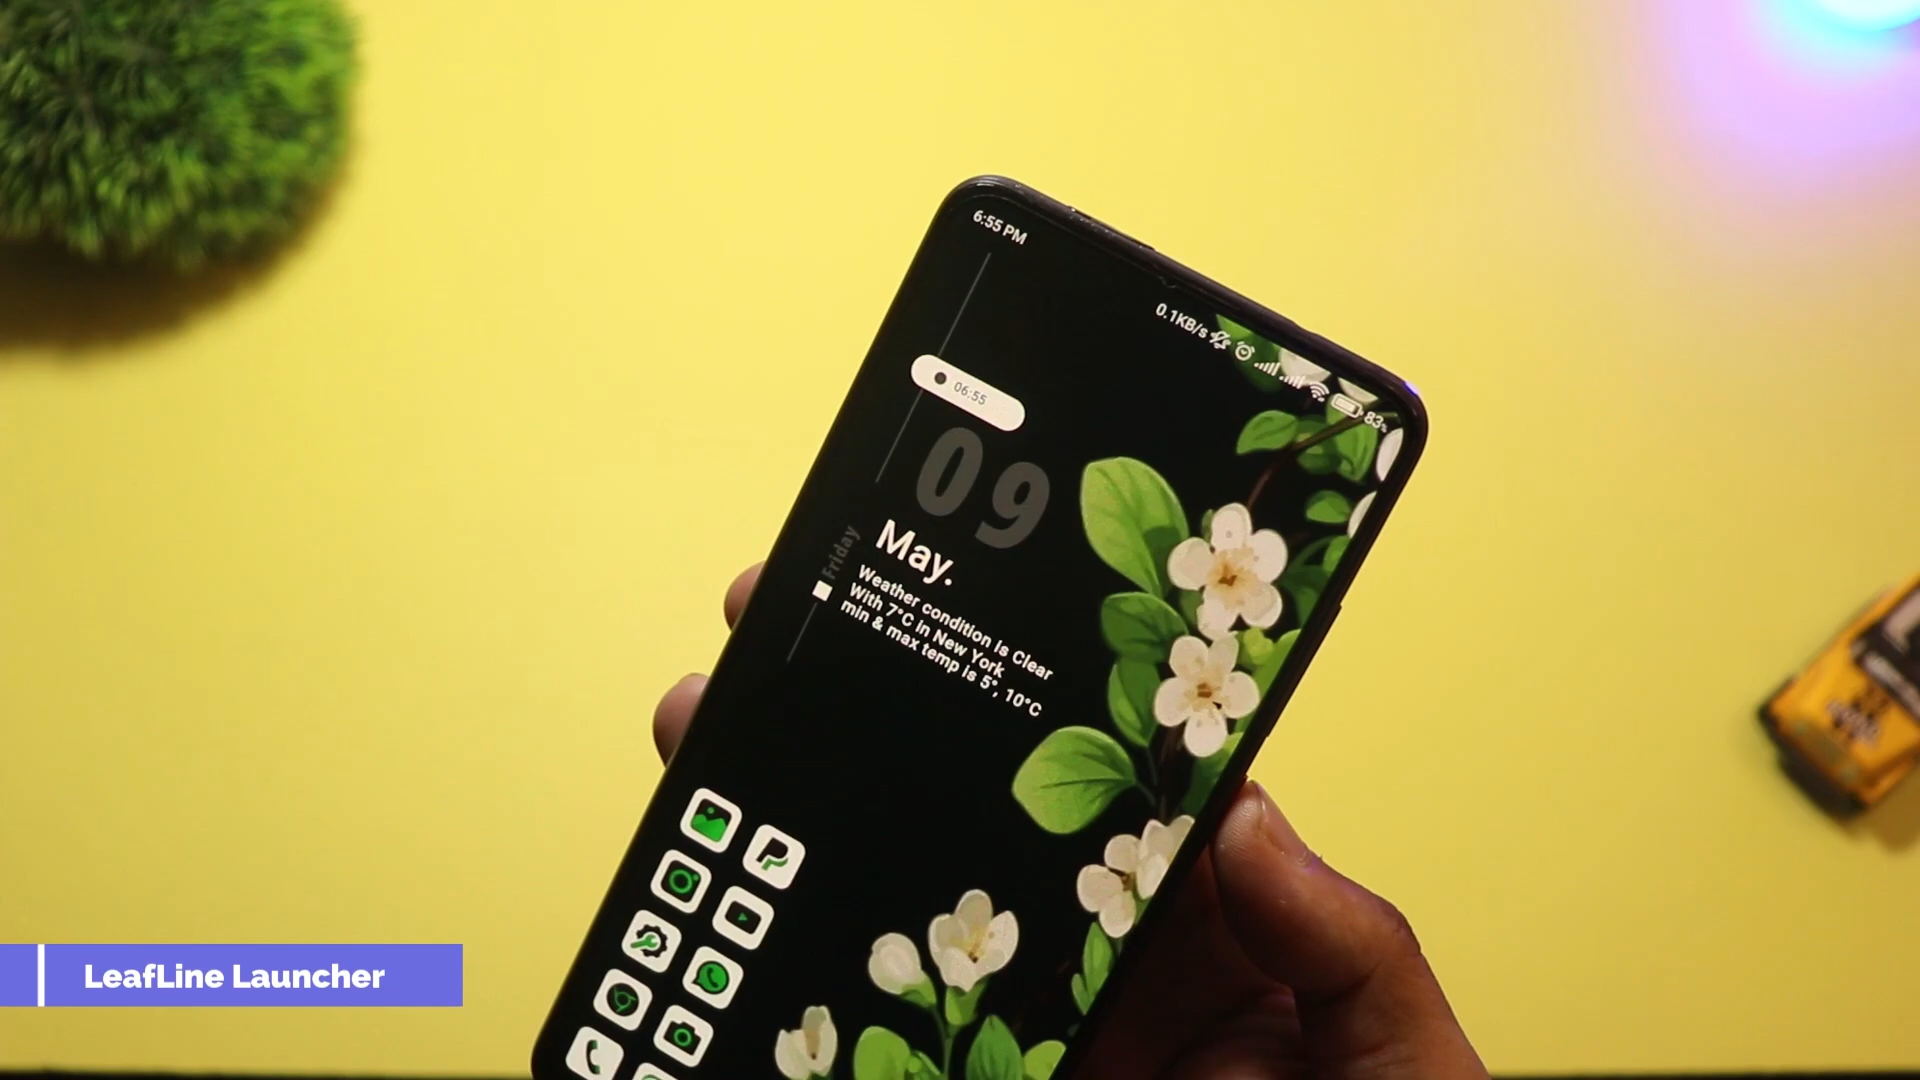 6:55 PM
0.1KB/s
83%
06:55
09
Friday
May.
Weather condition is Clear
With 7°C in New York
min & max temp is 5°, 10°C
LeafLine Launcher